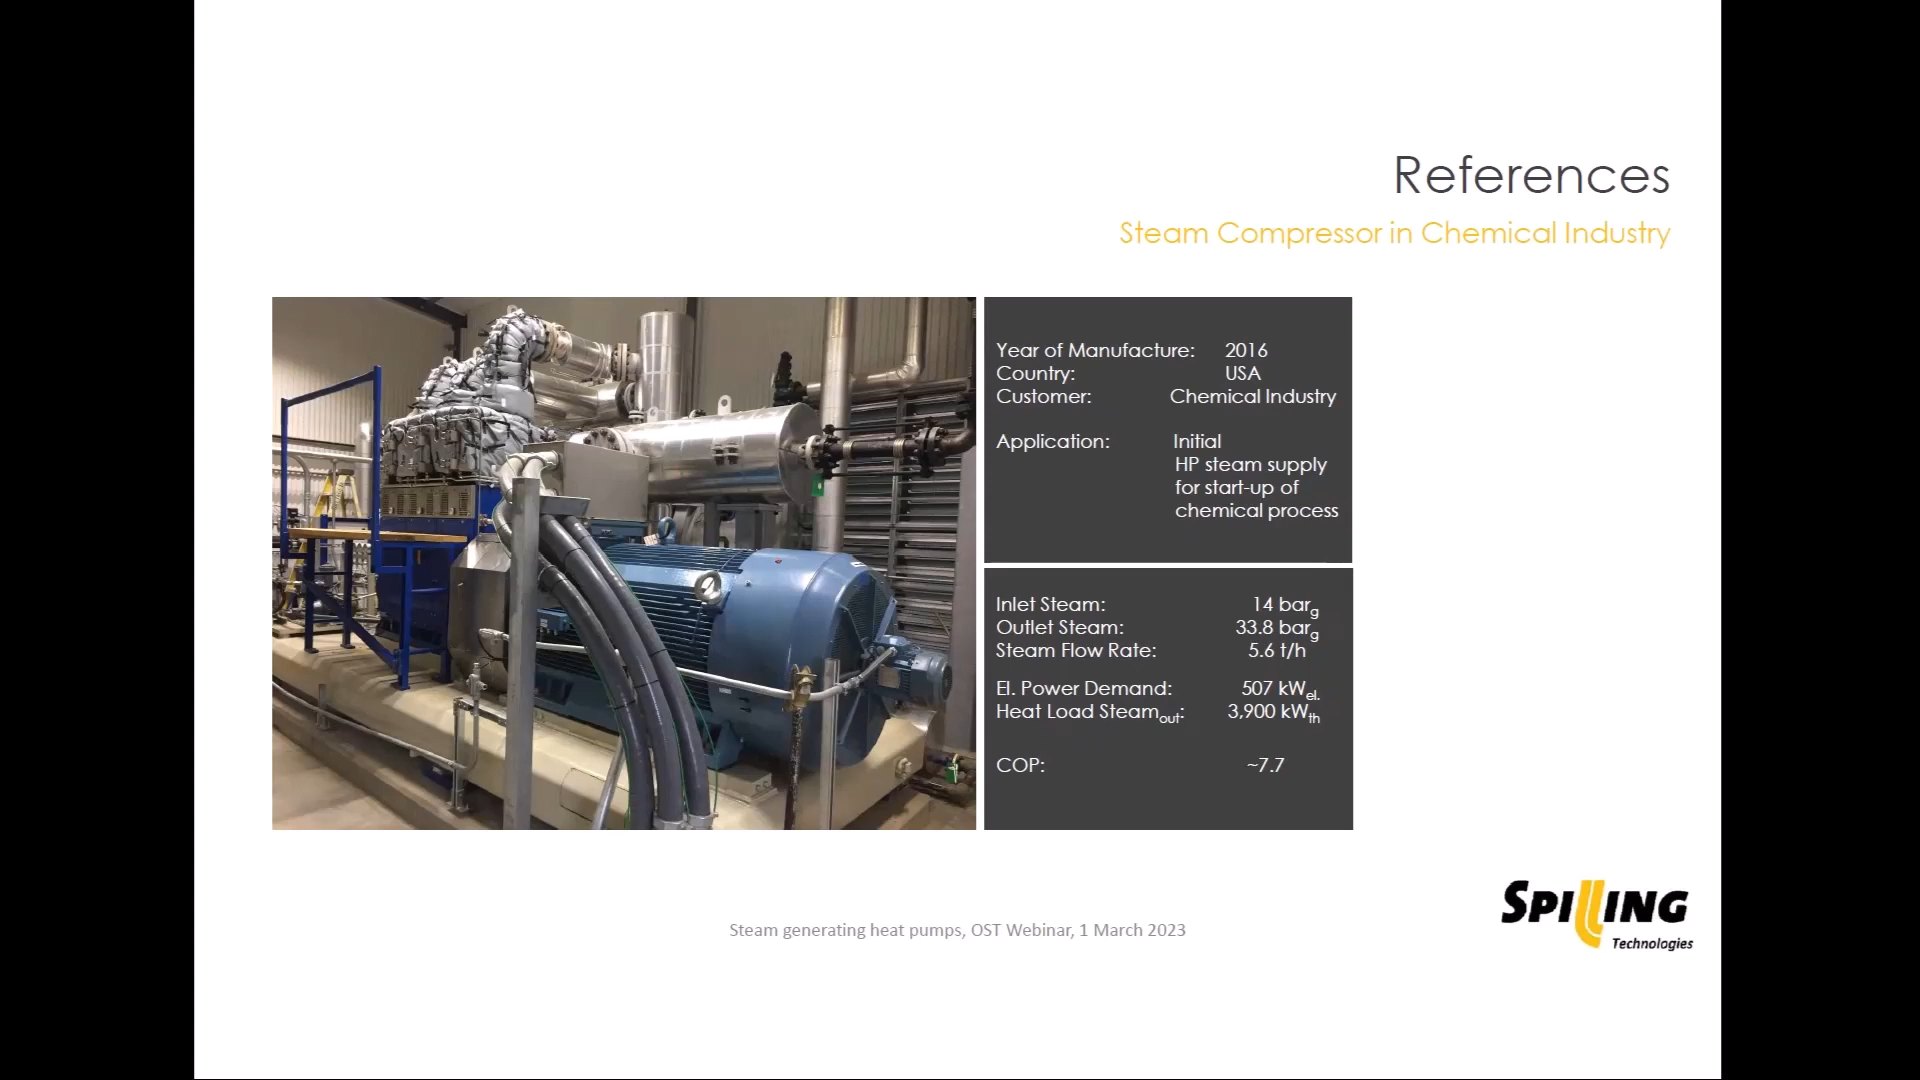 References
Steam Compressor in Chemical Industry
Year of Manufacture: 2016
Country: USA
Customer: Chemical Industry
Application: Initial
HP steam supply
for start-up of
chemical process
Inlet Steam: 14 barg
Outlet Steam: 33.8 barg
Steam Flow Rate: 5.6 t/h
El. Power Demand: 507 kWel.
Heat Load Steamout: 3,900 kWth
COP: ~7.7
SPILLING
Technologies
Steam generating heat pumps, OST Webinar, 1 March 2023